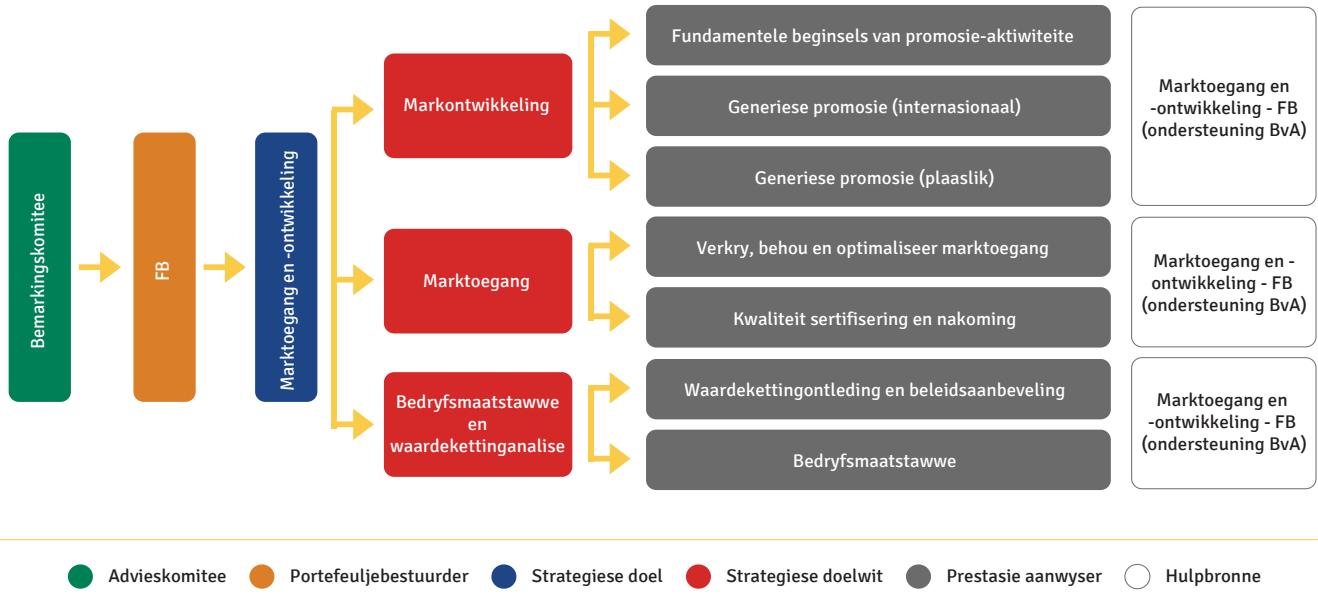 Bemarkingskomitee
FB
Marktoegang en -ontwikkeling
Markontwikkeling
Fundamentele beginsels van promosie-aktiwiteite
Generiese promosie (internasionaal)
Generiese promosie (plaaslik)
Marktoegang en
-ontwikkeling - FB
(ondersteuning BvA)
Marktoegang
Verkry, behou en optimaliseer marktoegang
Kwaliteit sertifisering en nakoming
Marktoegang en -
ontwikkeling - FB
(ondersteuning BvA)
Bedryfsmaatstawwe
en
waardekettinganalise
Waardekettingontleding en beleidsaanbeveling
Bedryfsmaatstawwe
Marktoegang en
-ontwikkeling - FB
(ondersteuning BvA)
Advieskomitee
Portefeuljebestuurder
Strategiese doel
Strategiese doelwit
Prestasie aanwyser
Hulpbronne